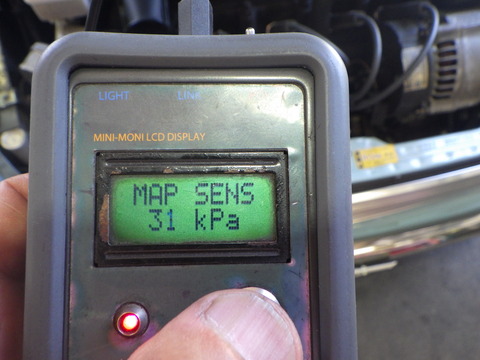 LIGHT LINK
MINI-MONI LCD DISPLAY
MAP SENS
31 kPa